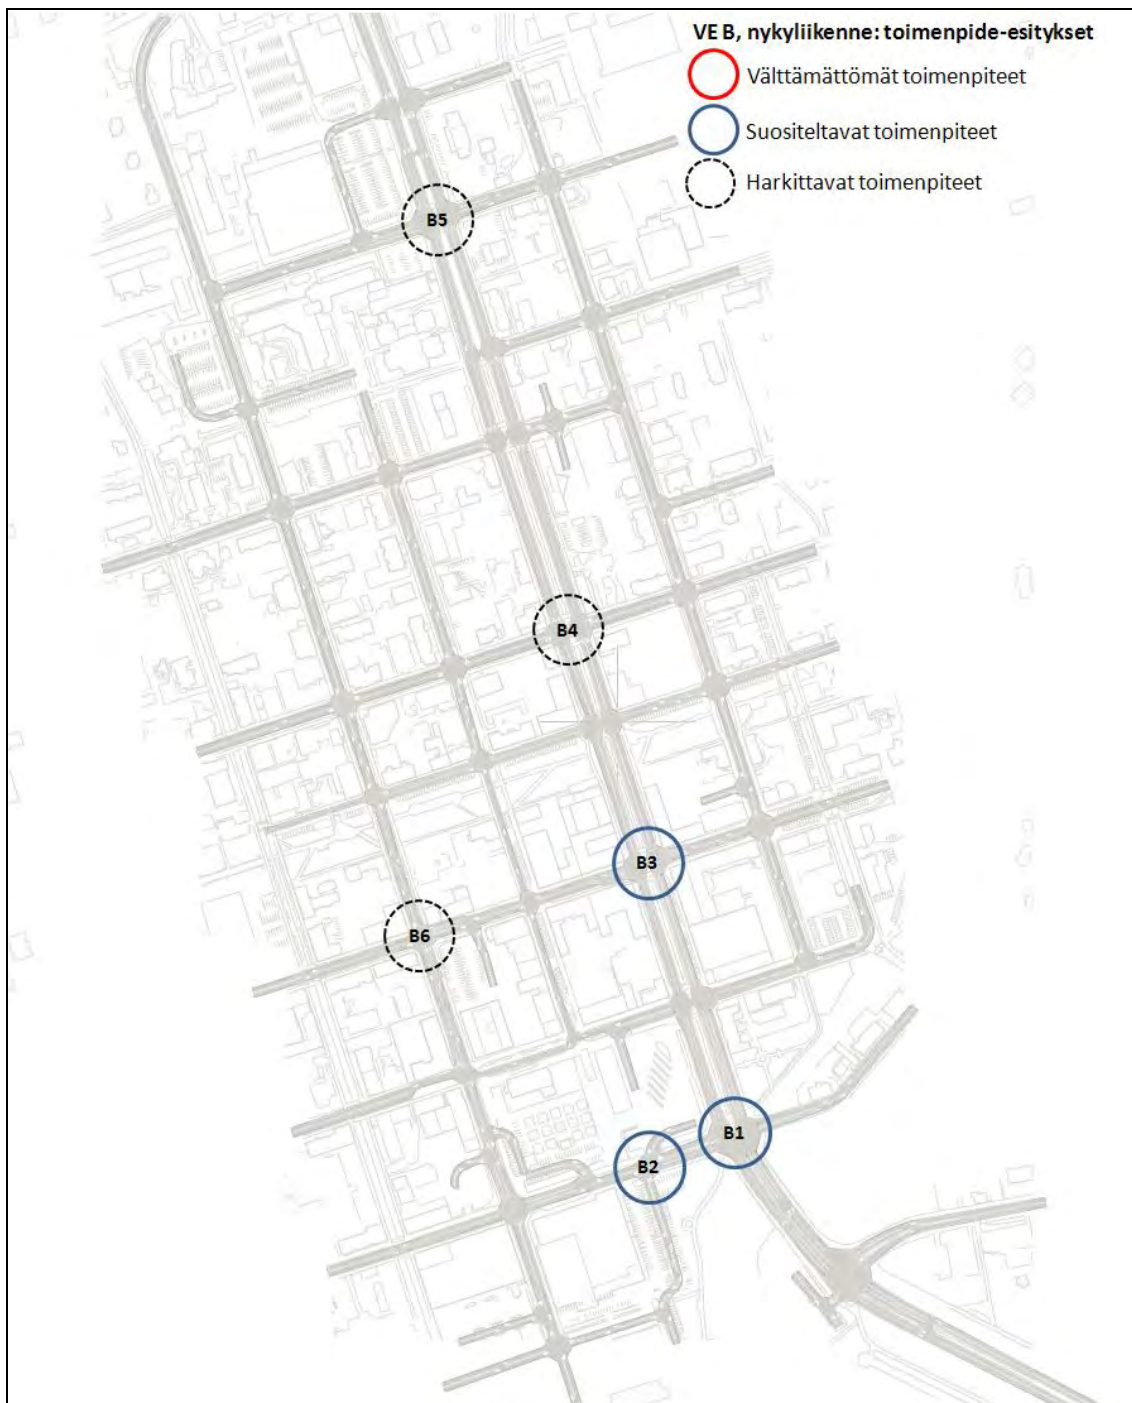 VE B, nykyliikenne: toimenpide-esitykset
Välttämättömät toimenpiteet
Suositeltavat toimenpiteet
Harkittavat toimenpiteet
B5
B4
B3
B6
B1
B2